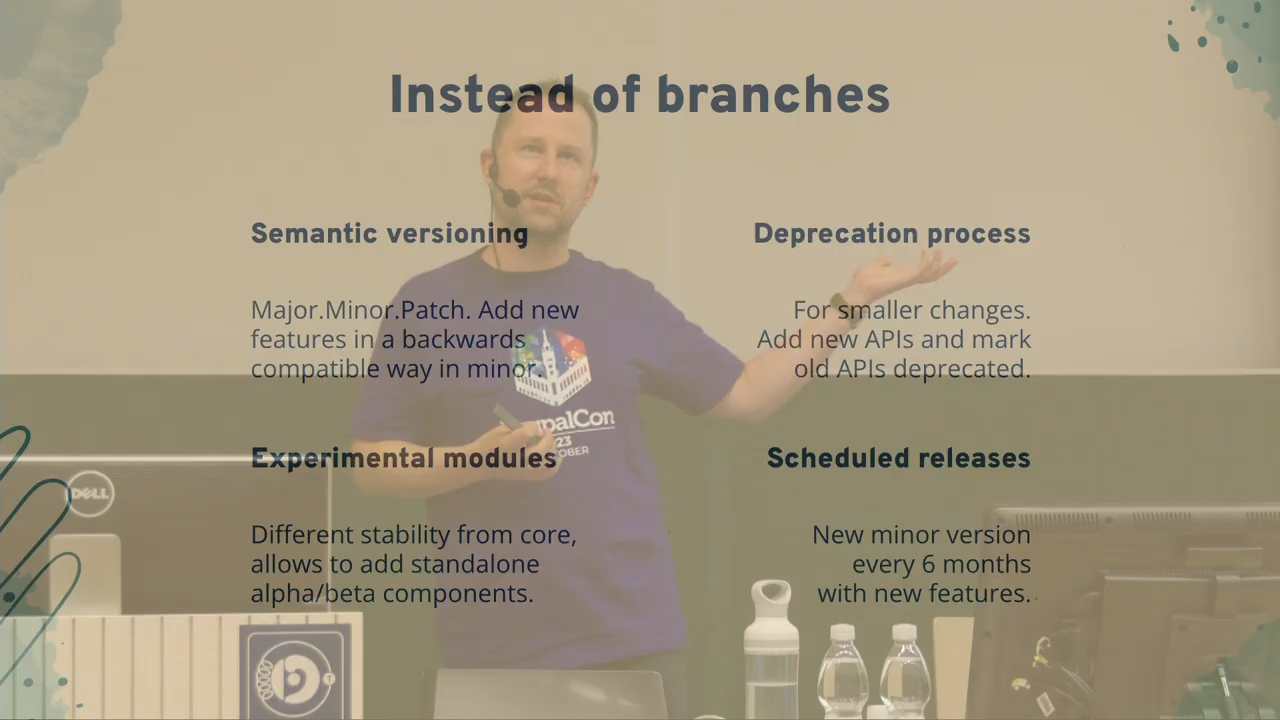 Instead of branches
Semantic versioning
Major.Minor.Patch. Add new
features in a backwards
compatible way in minor.
Deprecation process
For smaller changes.
Add new APIs and mark
old APIs deprecated.
Experimental modules
Different stability from core,
allows to add standalone
alpha/beta components.
Scheduled releases
New minor version
every 6 months
with new features.
DELL